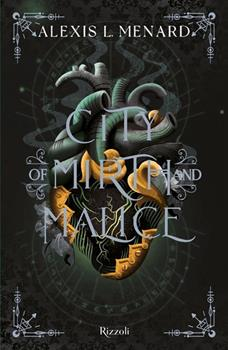 ALEXIS L. MENARD
CITY
OF MIRTH AND
MALICE
Rizzoli